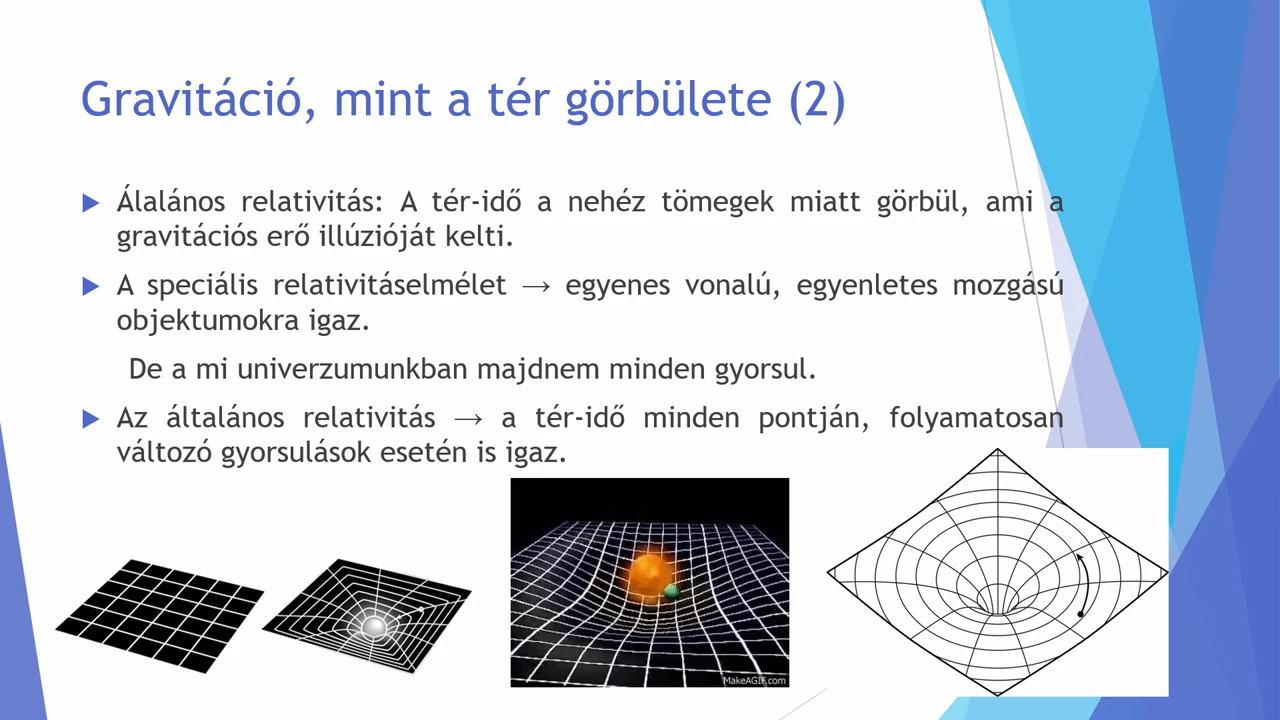 Gravitáció, mint a tér görbülete (2)
Álalános relativitás: A tér-idő a nehéz tömegek miatt görbül, ami a
gravitációs erő illúzióját kelti.
A speciális relativitáselmélet → egyenes vonalú, egyenletes mozgású
objektumokra igaz.
De a mi univerzumunkban majdnem minden gyorsul.
Az általános relativitás → a tér-idő minden pontján, folyamatosan
változó gyorsulások esetén is igaz.
MakeAGIF.com